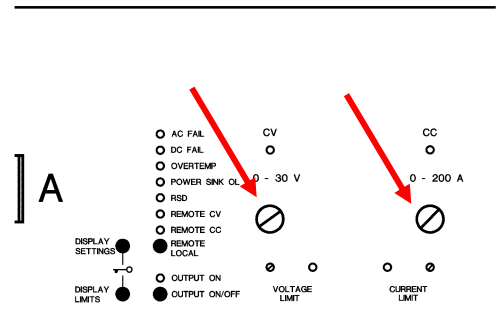 AC FAIL
DC FAIL
OVERTEMP
POWER SINK OL
RSD
REMOTE CV
REMOTE CC
REMOTE
LOCAL
OUTPUT ON
OUTPUT ON/OFF
A
DISPLAY
SETTINGS
DISPLAY
LIMITS
CV
0 - 30 V
VOLTAGE
LIMIT
CC
0 - 200 A
CURRENT
LIMIT